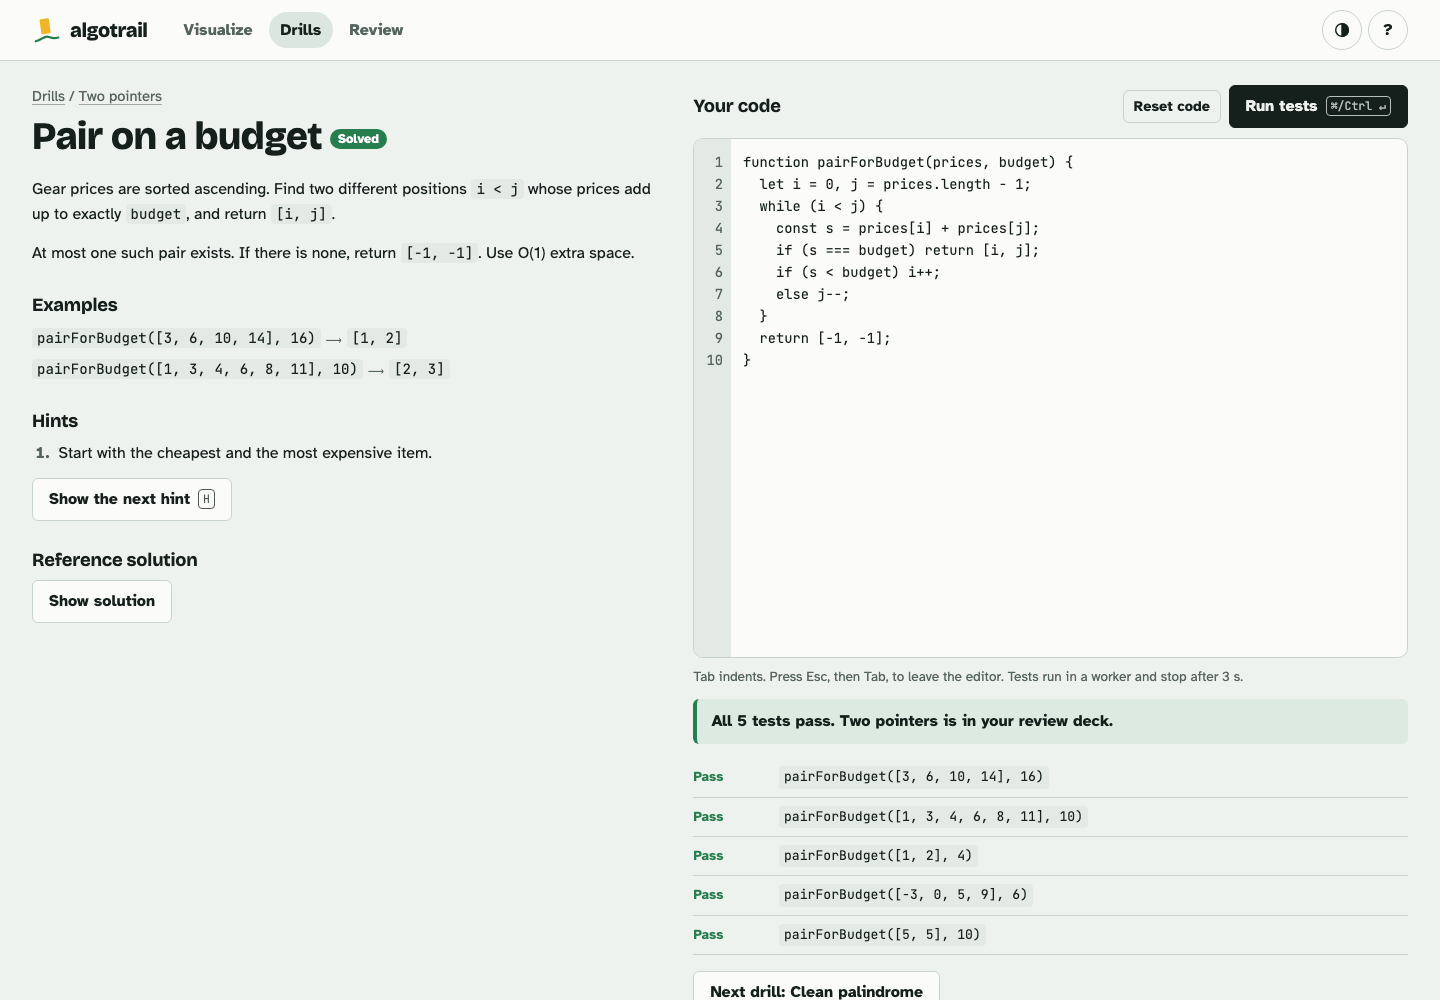 algotrail Visualize Drills Review ?
Drills / Two pointers
Pair on a budget Solved
Gear prices are sorted ascending. Find two different positions i < j whose prices add
up to exactly budget, and return [i, j].
At most one such pair exists. If there is none, return [-1, -1]. Use O(1) extra space.
Examples
pairForBudget([3, 6, 10, 14], 16) → [1, 2]
pairForBudget([1, 3, 4, 6, 8, 11], 10) → [2, 3]
Hints
1. Start with the cheapest and the most expensive item.
Show the next hint H
Reference solution
Show solution
Your code
Reset code
Run tests ⌘/Ctrl ↵
1 function pairForBudget(prices, budget) {
2   let i = 0, j = prices.length - 1;
3   while (i < j) {
4     const s = prices[i] + prices[j];
5     if (s === budget) return [i, j];
6     if (s < budget) i++;
7     else j--;
8   }
9   return [-1, -1];
10 }
Tab indents. Press Esc, then Tab, to leave the editor. Tests run in a worker and stop after 3 s.
All 5 tests pass. Two pointers is in your review deck.
Pass pairForBudget([3, 6, 10, 14], 16)
Pass pairForBudget([1, 3, 4, 6, 8, 11], 10)
Pass pairForBudget([1, 2], 4)
Pass pairForBudget([-3, 0, 5, 9], 6)
Pass pairForBudget([5, 5], 10)
Next drill: Clean palindrome